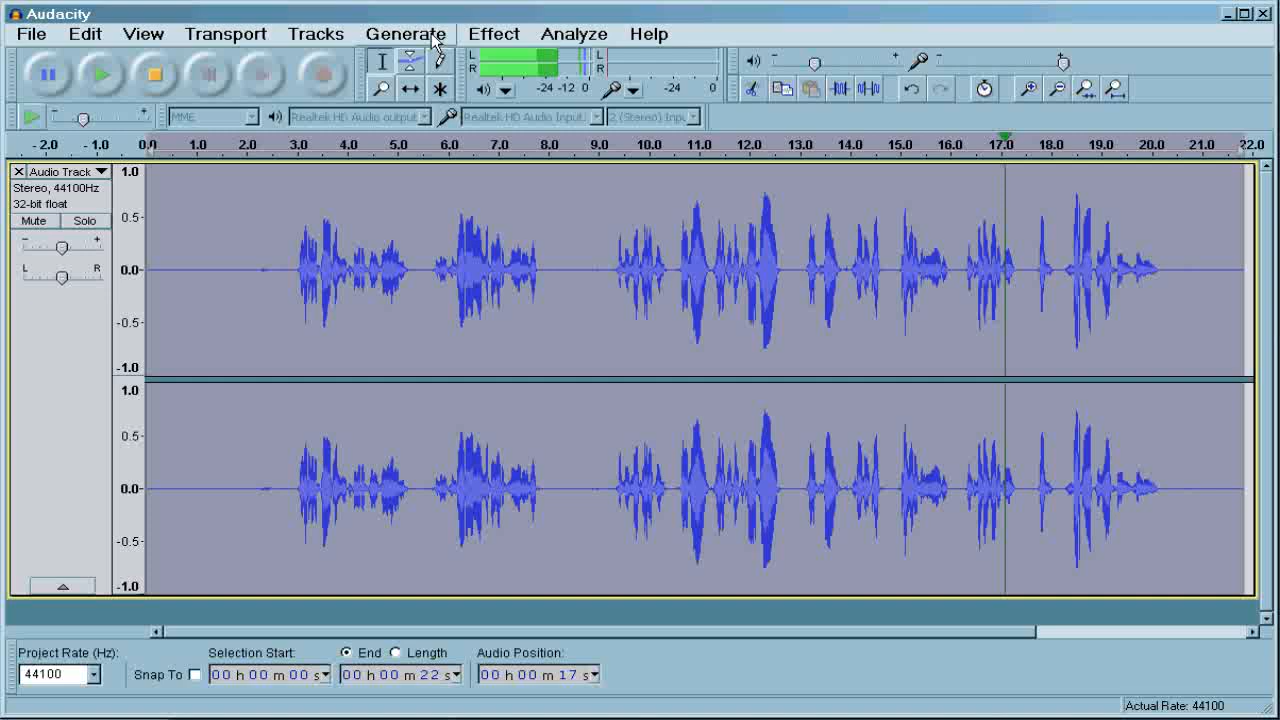 Audacity
File Edit View Transport Tracks Generate Effect Analyze Help
L
R
-24 -12 0
L
R
-24 0
MME
Realtek HD Audio output
Realtek HD Audio Input:
2 (Stereo) Inpu
- 2.0 - 1.0 0.0 1.0 2.0 3.0 4.0 5.0 6.0 7.0 8.0 9.0 10.0 11.0 12.0 13.0 14.0 15.0 16.0 17.0 18.0 19.0 20.0 21.0 22.0
Audio Track
Stereo, 44100Hz
32-bit float
Mute Solo
- +
L R
1.0
0.5-
0.0-
-0.5-
-1.0
1.0
0.5-
0.0-
-0.5-
-1.0
Project Rate (Hz): Selection Start: End Length Audio Position:
44100 Snap To 00 h 00 m 00 s 00 h 00 m 22 s 00 h 00 m 17 s
Actual Rate: 44100